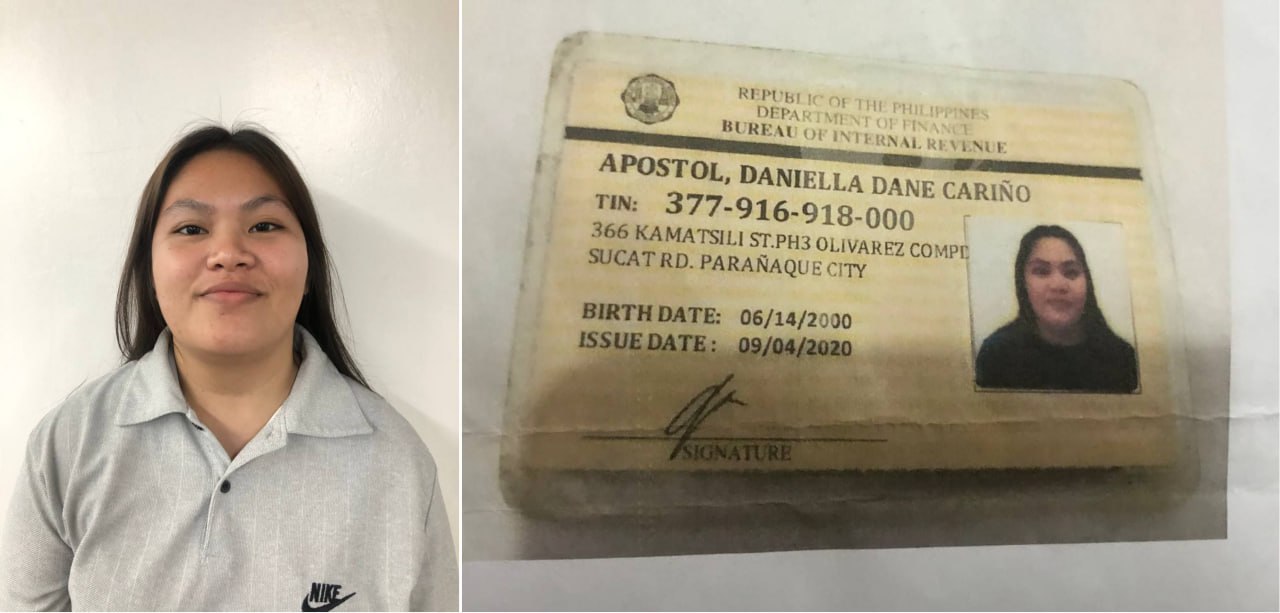 NIKE
REPUBLIC OF THE PHILIPPINES
DEPARTMENT OF FINANCE
BUREAU OF INTERNAL REVENUE
APOSTOL, DANIELLA DANE CARIÑO
TIN: 377-916-918-000
366 KAMATSILI ST.PH3 OLIVAREZ COMPD
SUCAT RD. PARAÑAQUE CITY
BIRTH DATE: 06/14/2000
ISSUE DATE : 09/04/2020
SIGNATURE